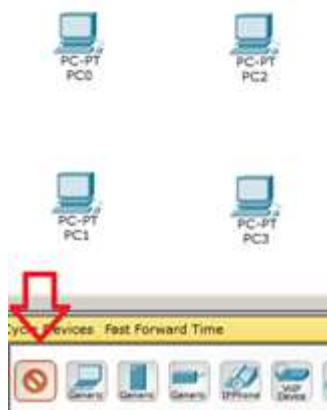 PC-PT
PC0
PC-PT
PC2
PC-PT
PC1
PC-PT
PC3
Devices Fast Forward Time
Generic Generic Generic IPPhone VoIP
Device